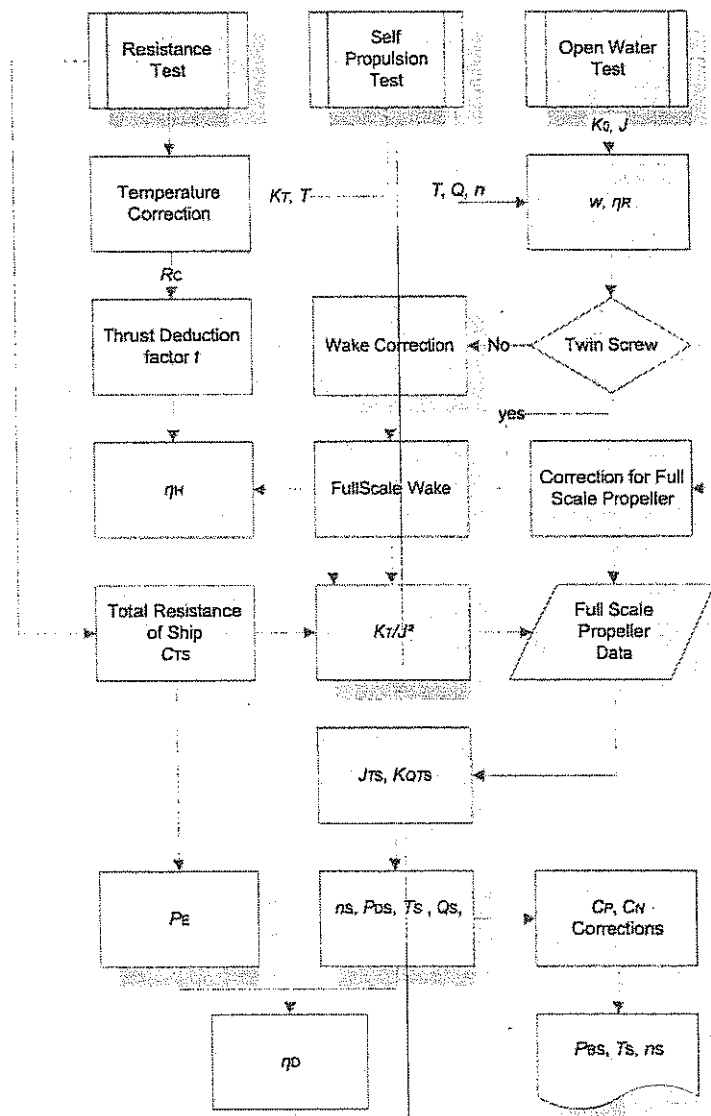 Resistance
Test
Self
Propulsion
Test
Open Water
Test
KQ, J
Temperature
Correction
KT, T
T, Q, n
w, ηR
RC
Thrust Deduction
factor t
Wake Correction
No
Twin Screw
yes
ηH
FullScale Wake
Correction for Full
Scale Propeller
Total Resistance
of Ship
CTS
KT/J²
Full Scale
Propeller
Data
JTS, KQTS
PE
nS, PDS, TS , QS,
CP, CN
Corrections
ηD
PBS, TS, nS